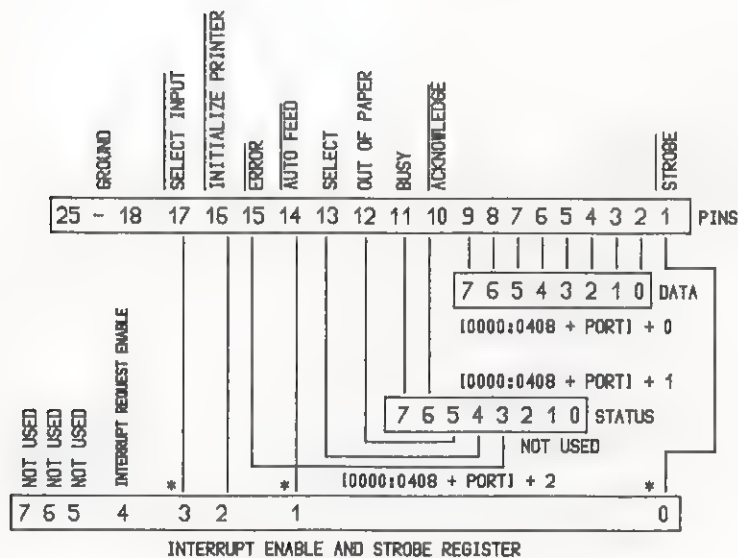 GROUND
SELECT INPUT
INITIALIZE PRINTER
ERROR
AUTO FEED
SELECT
OUT OF PAPER
BUSY
ACKNOWLEDGE
STROBE
25 - 18 17 16 15 14 13 12 11 10 9 8 7 6 5 4 3 2 1 PINS
7 6 5 4 3 2 1 0 DATA
[0000:0408 + PORT] + 0
[0000:0408 + PORT] + 1
7 6 5 4 3 2 1 0 STATUS
NOT USED
[0000:0408 + PORT] + 2
NOT USED
NOT USED
NOT USED
INTERRUPT REQUEST ENABLE
* * *
7 6 5 4 3 2 1 0
INTERRUPT ENABLE AND STROBE REGISTER